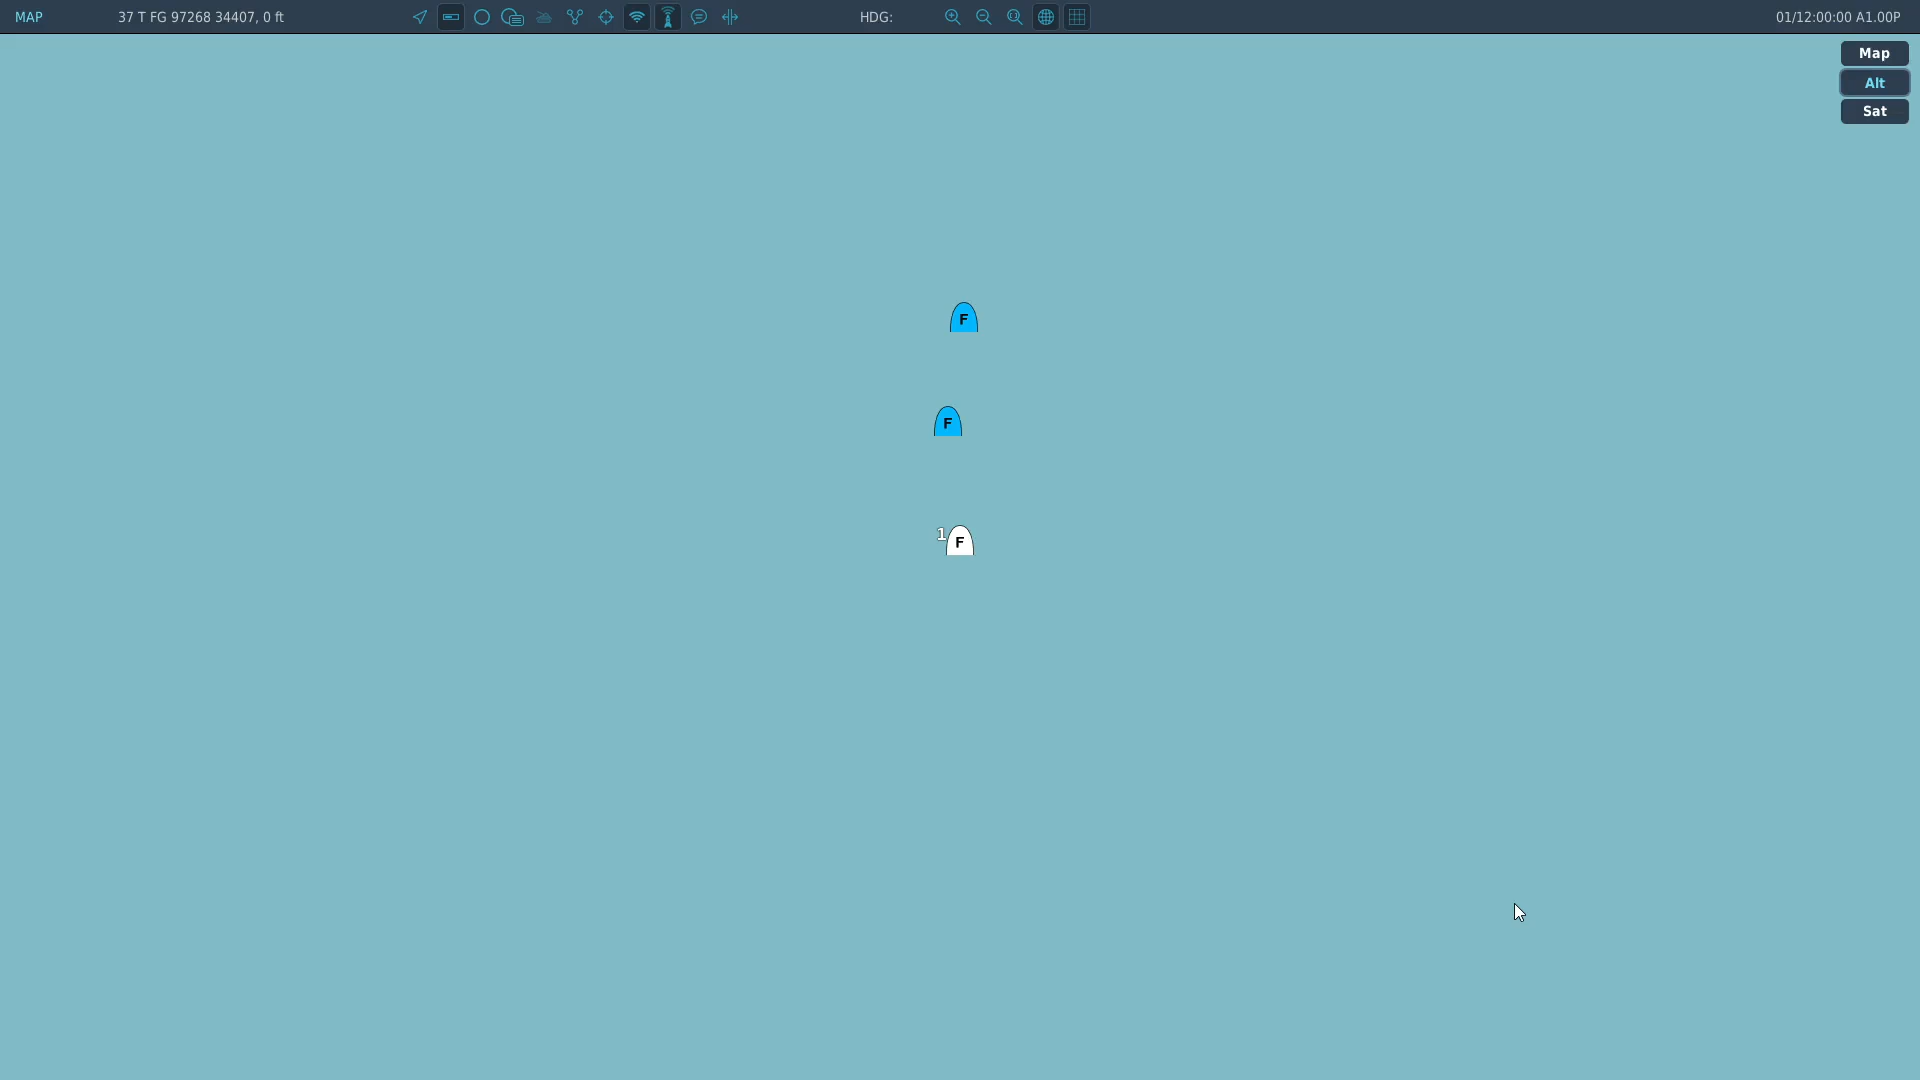 MAP 37 T FG 97268 34407, 0 ft HDG: 01/12:00:00 A1.00P
Map
Alt
Sat
F
F
1 F